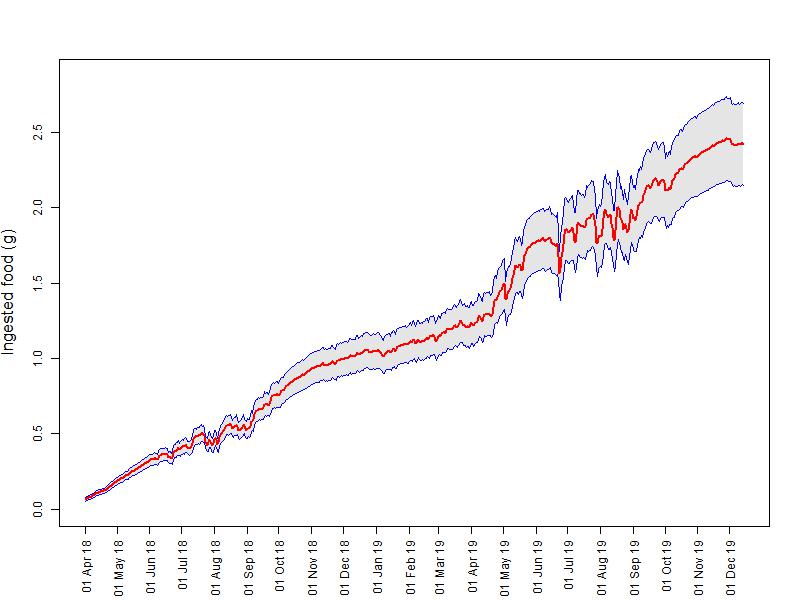 Ingested food (g)
2.5
2.0
1.5
1.0
0.5
0.0
01 Apr 18
01 May 18
01 Jun 18
01 Jul 18
01 Aug 18
01 Sep 18
01 Oct 18
01 Nov 18
01 Dec 18
01 Jan 19
01 Feb 19
01 Mar 19
01 Apr 19
01 May 19
01 Jun 19
01 Jul 19
01 Aug 19
01 Sep 19
01 Oct 19
01 Nov 19
01 Dec 19